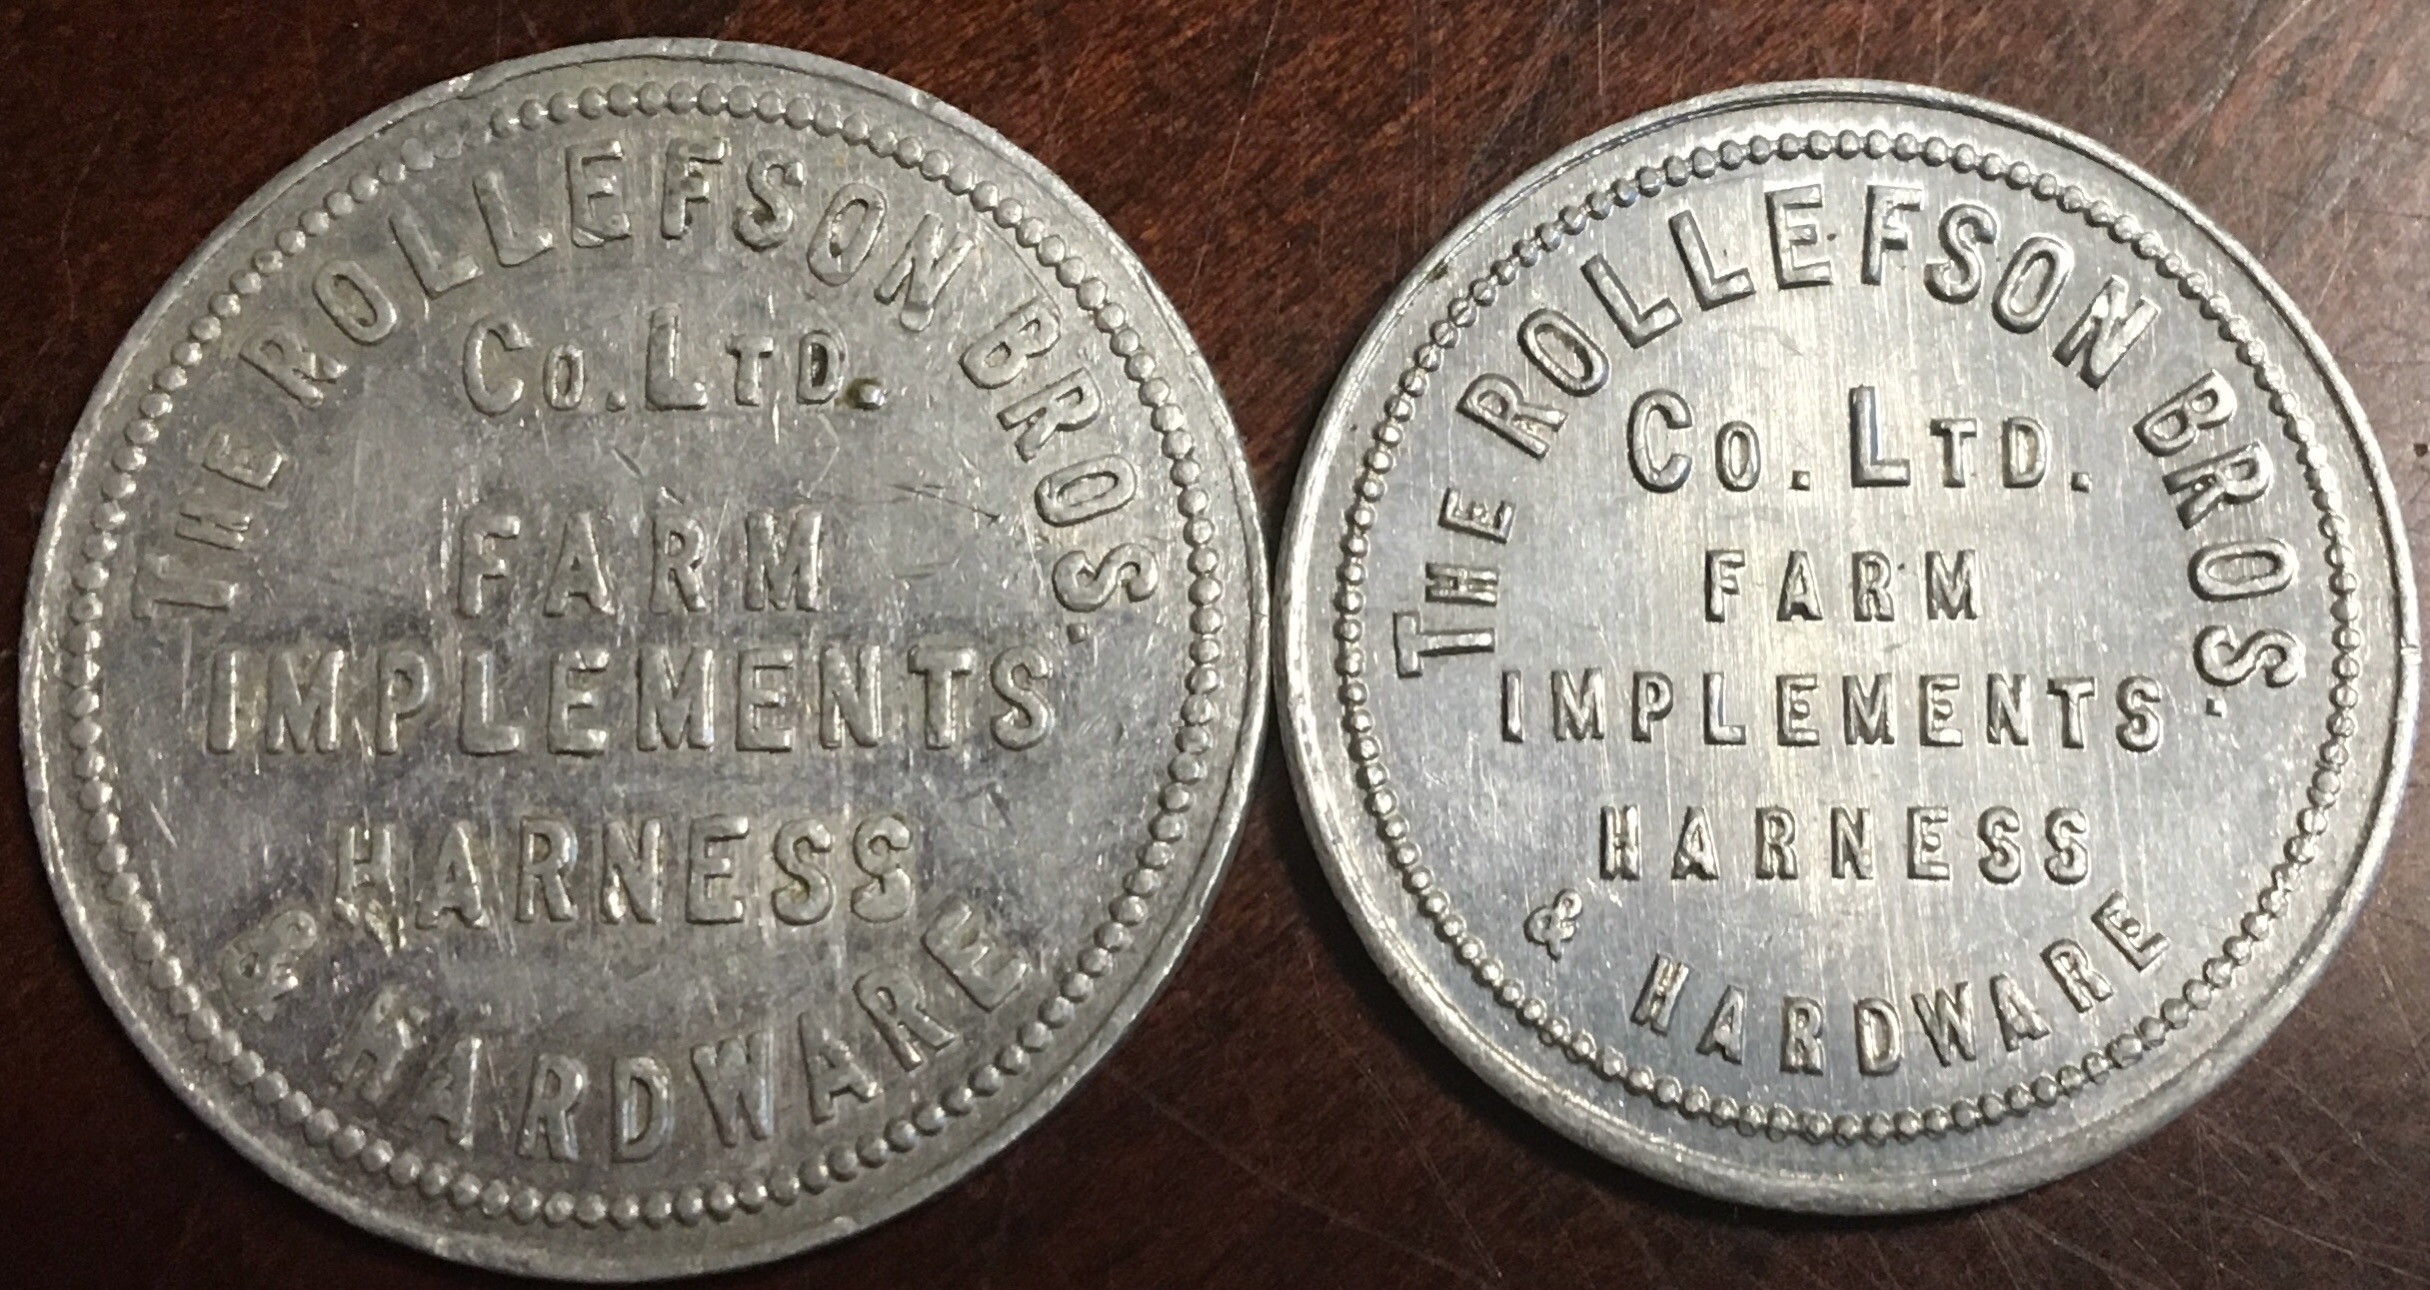 THE ROLLEFSON BROS.
CO. LTD.
FARM
IMPLEMENTS
HARNESS
& HARDWARE
THE ROLLEFSON BROS.
CO. LTD.
FARM
IMPLEMENTS
HARNESS
& HARDWARE